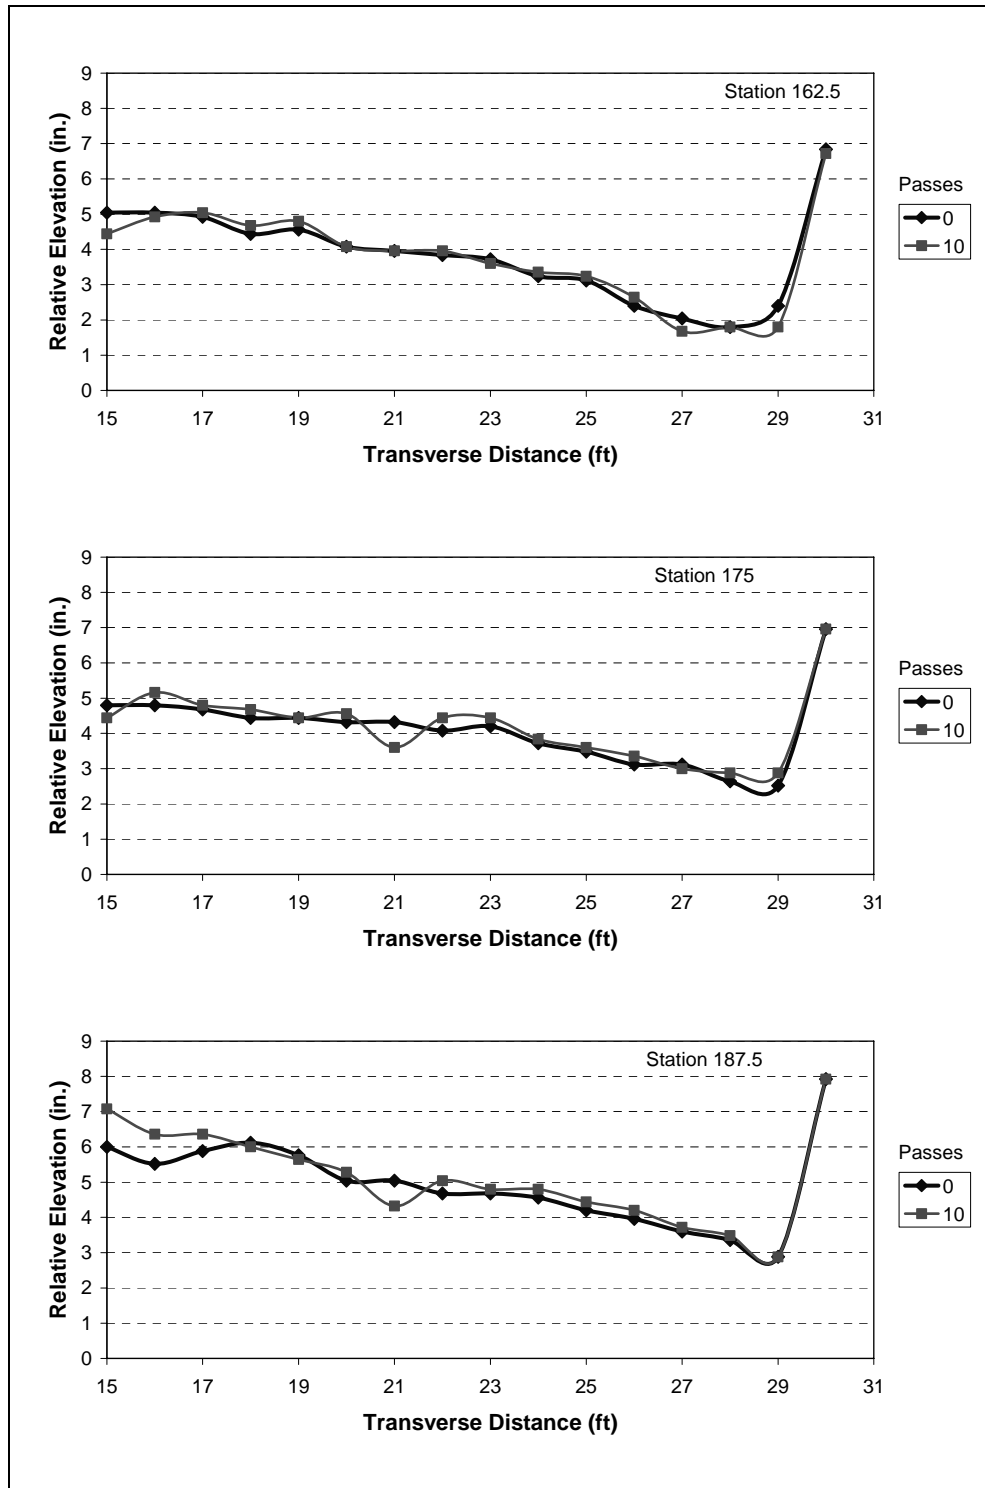 Station 162.5
Relative Elevation (in.)
9
8
7
6
5
4
3
2
1
0
15 17 19 21 23 25 27 29 31
Transverse Distance (ft)
Passes
0
10
Station 175
Relative Elevation (in.)
9
8
7
6
5
4
3
2
1
0
15 17 19 21 23 25 27 29 31
Transverse Distance (ft)
Passes
0
10
Station 187.5
Relative Elevation (in.)
9
8
7
6
5
4
3
2
1
0
15 17 19 21 23 25 27 29 31
Transverse Distance (ft)
Passes
0
10